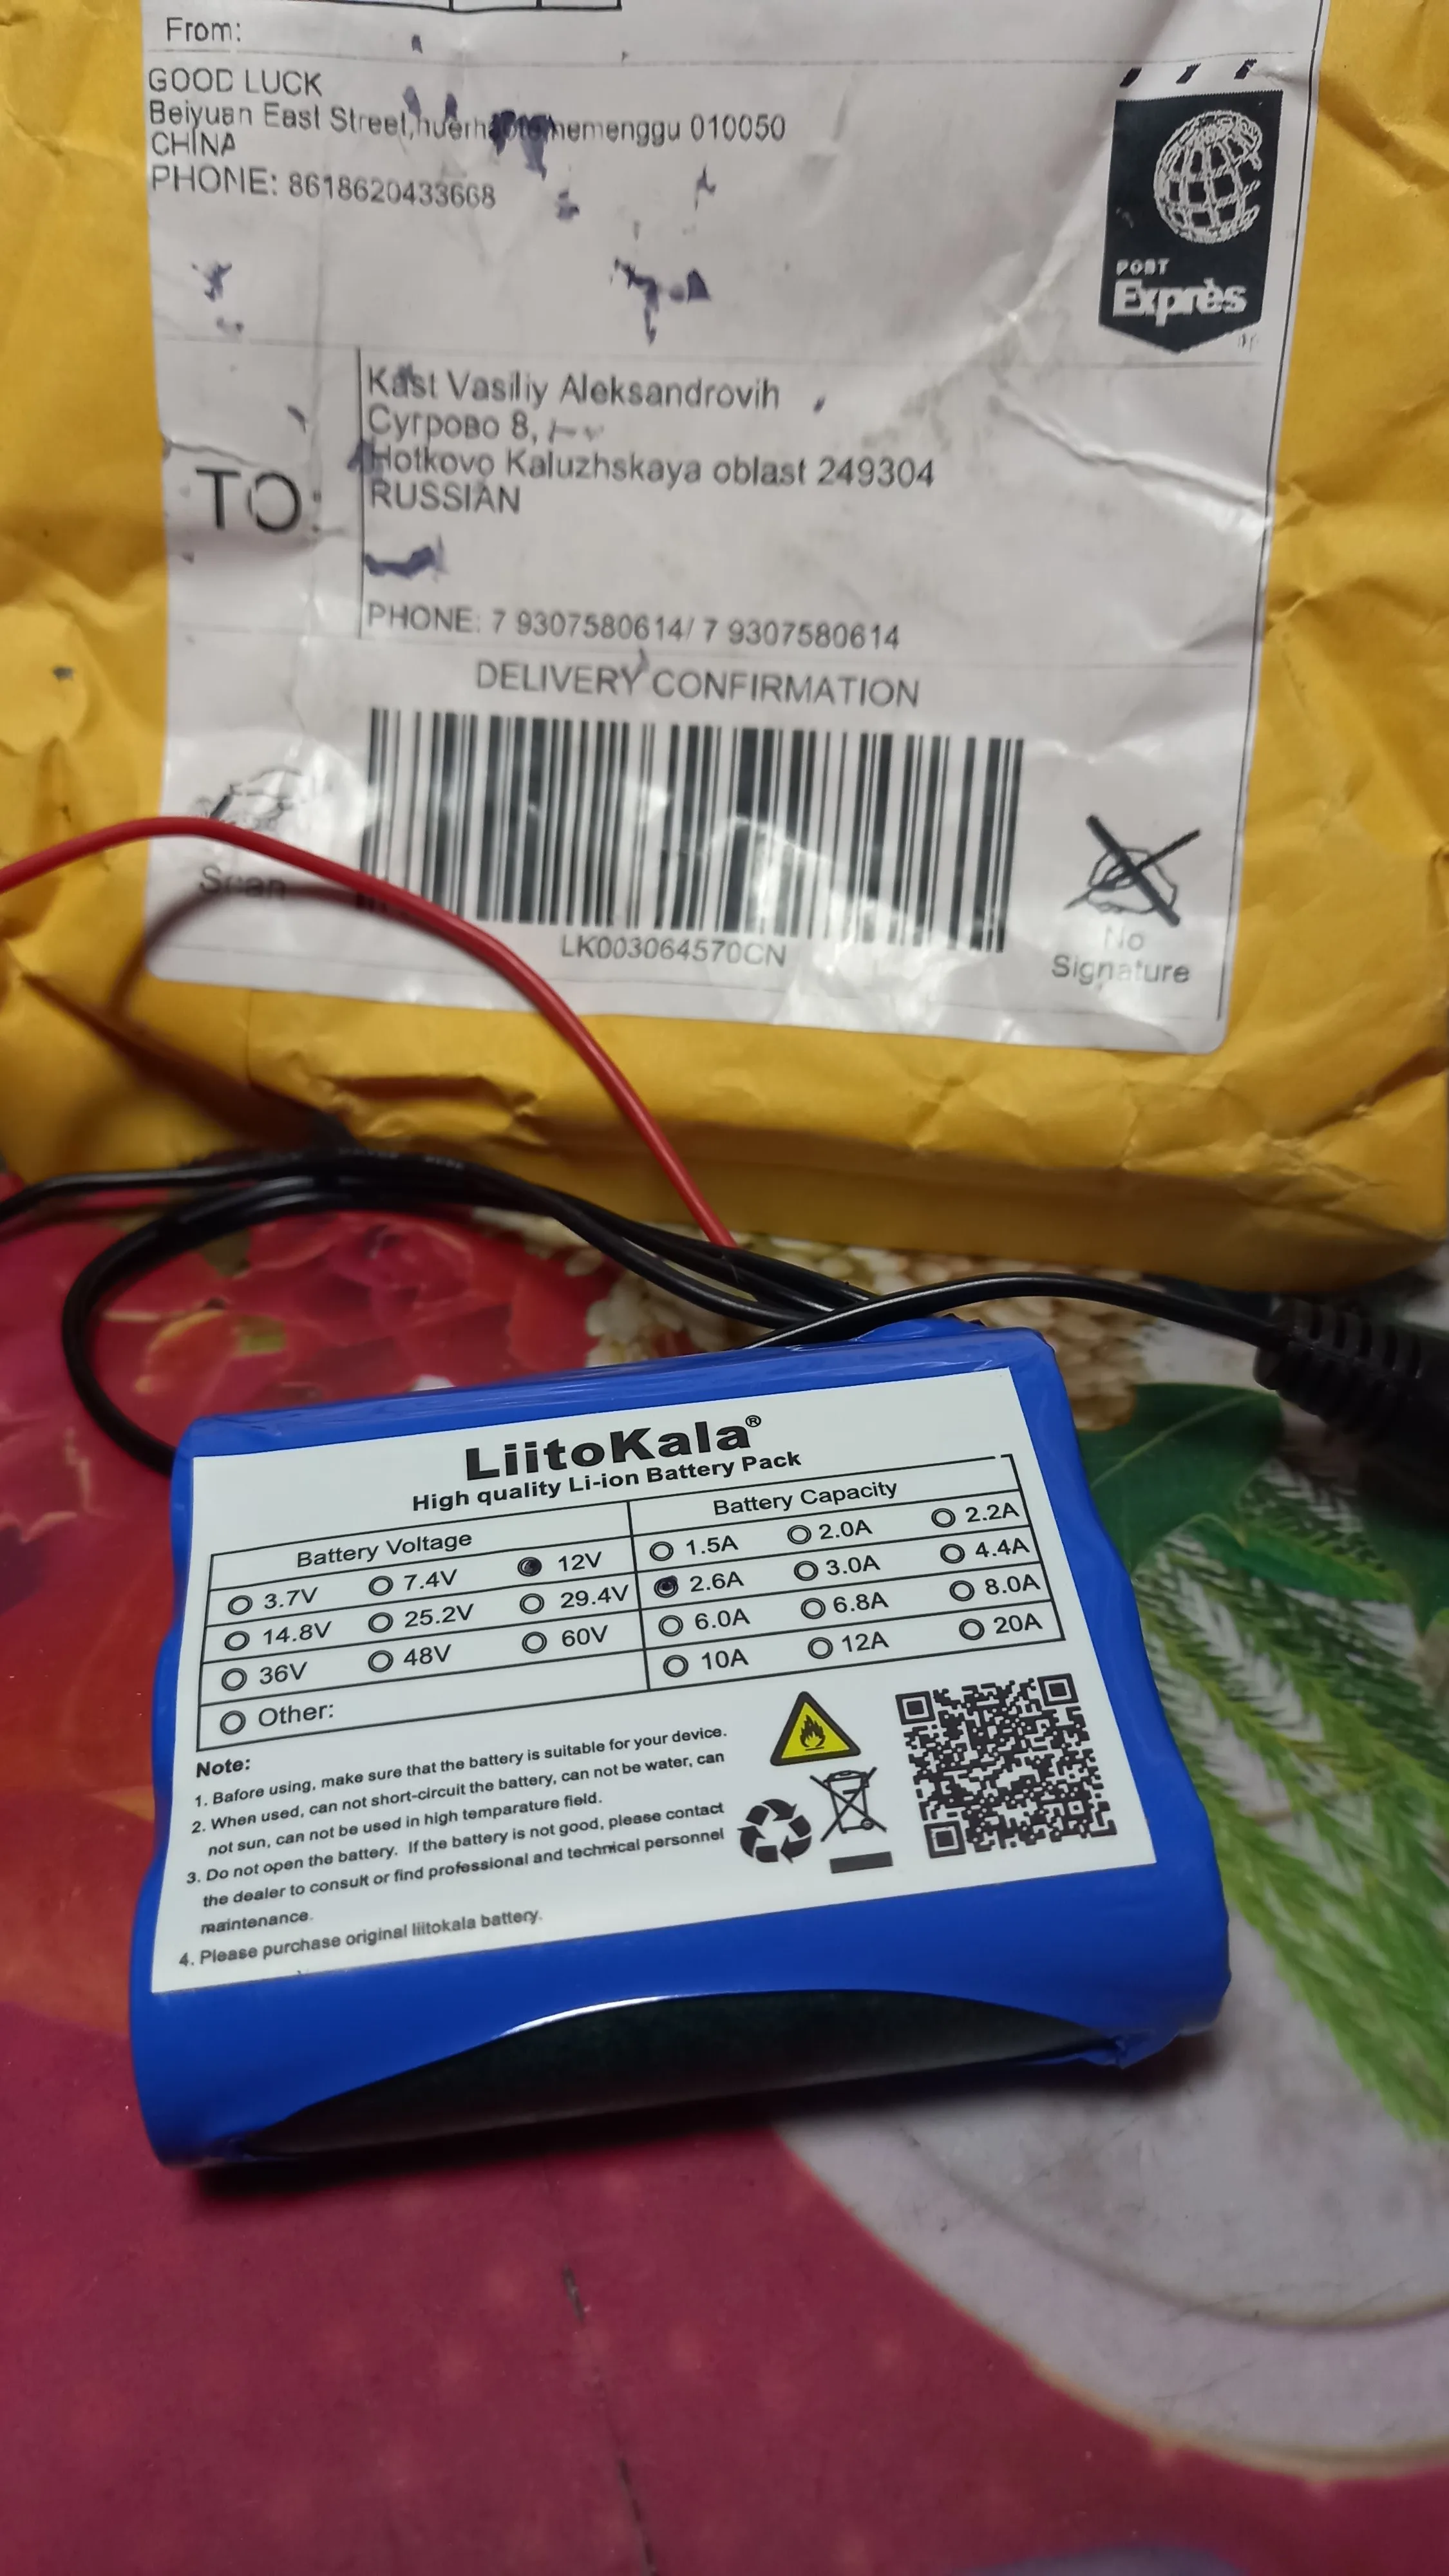 From:
GOOD LUCK
Beiyuan East Street, nemenggu 010050
CHINA
PHONE: 8618620433668
POST
Exprès
TO:
Kast Vasiliy Aleksandrovih
Сугрово 8,
Hotkovo Kaluzhskaya oblast 249304
RUSSIAN
PHONE: 7 9307580614/ 7 9307580614
DELIVERY CONFIRMATION
Scan
LK003064570CN
No
Signature
LiitoKala®
High quality Li-ion Battery Pack
Battery Voltage
Battery Capacity
3.7V 7.4V 12V
1.5A 2.0A 2.2A
14.8V 25.2V 29.4V
2.6A 3.0A 4.4A
36V 48V 60V
6.0A 6.8A 8.0A
Other:
10A 12A 20A
Note:
1. Bafore using, make sure that the battery is suitable for your device.
2. When used, can not short-circuit the battery, can not be water, can
not sun, can not be used in high temparature field.
3. Do not open the battery. If the battery is not good, please contact
the dealer to consult or find professional and technical personnel
maintenance.
4. Please purchase original liitokala battery.